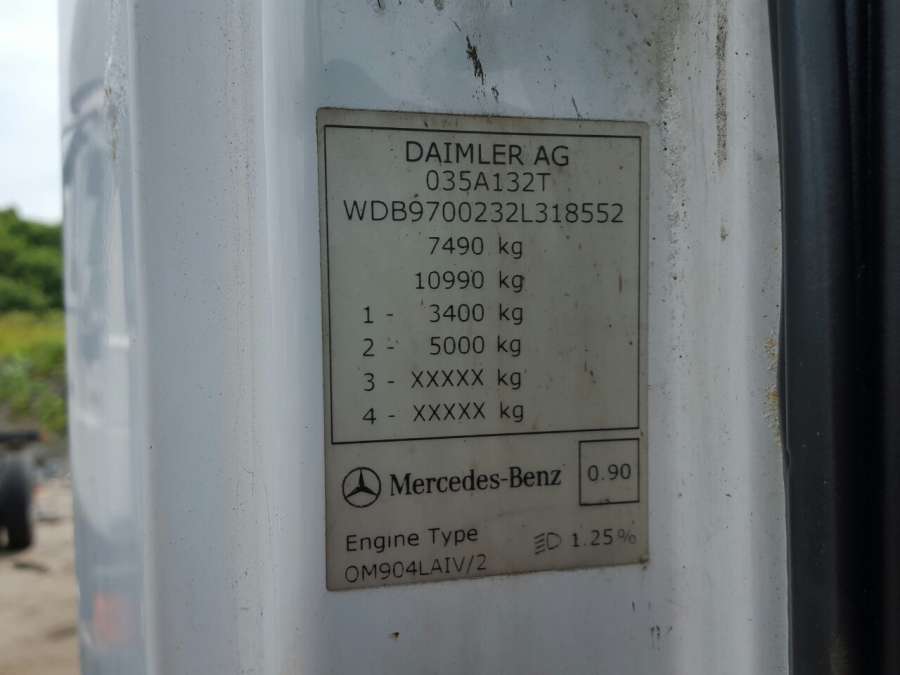 DAIMLER AG
035A132T
WDB9700232L318552
7490 kg
10990 kg
1 - 3400 kg
2 - 5000 kg
3 - XXXXX kg
4 - XXXXX kg
Mercedes-Benz 0.90
Engine Type 1.25%
OM904LAIV/2